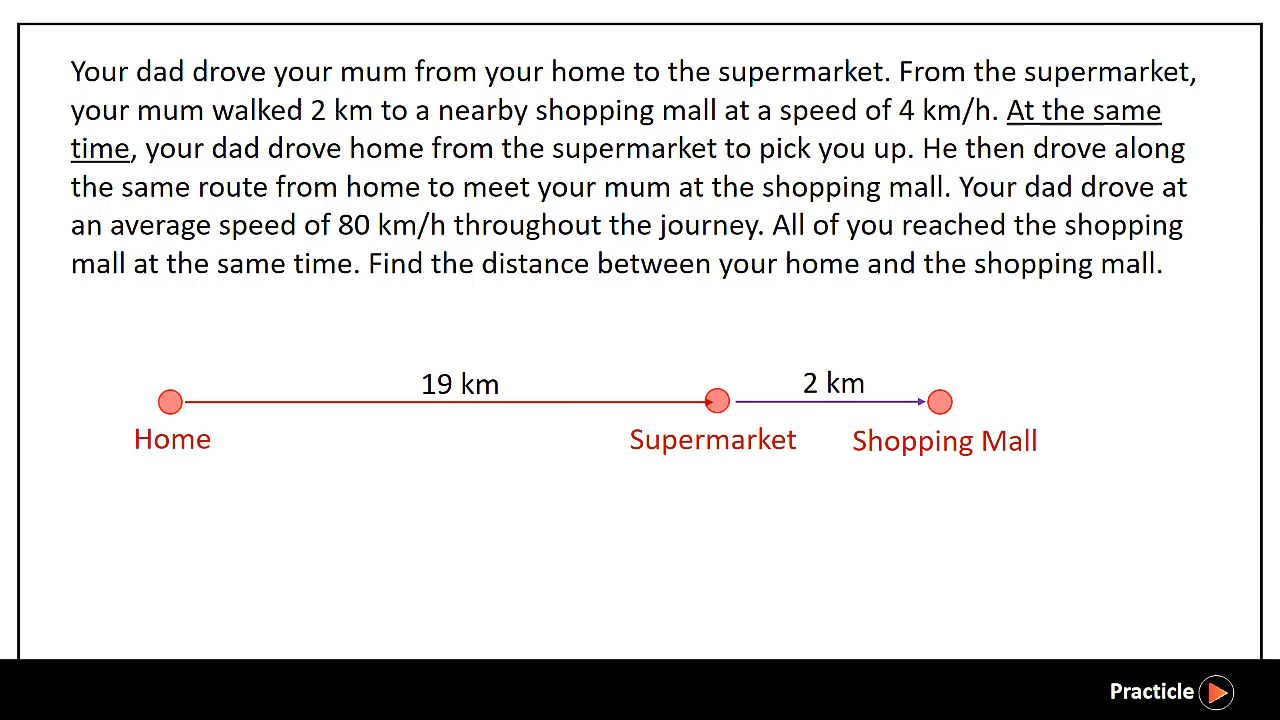 Your dad drove your mum from your home to the supermarket. From the supermarket,
your mum walked 2 km to a nearby shopping mall at a speed of 4 km/h. At the same
time, your dad drove home from the supermarket to pick you up. He then drove along
the same route from home to meet your mum at the shopping mall. Your dad drove at
an average speed of 80 km/h throughout the journey. All of you reached the shopping
mall at the same time. Find the distance between your home and the shopping mall.
19 km
2 km
Home
Supermarket
Shopping Mall
Practicle